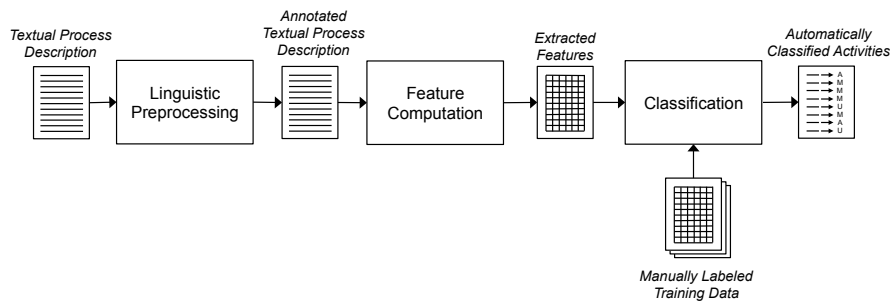 Textual Process
Description
Linguistic
Preprocessing
Annotated
Textual Process
Description
Feature
Computation
Extracted
Features
Classification
Automatically
Classified Activities
A
M
M
M
U
M
A
U
Manually Labeled
Training Data